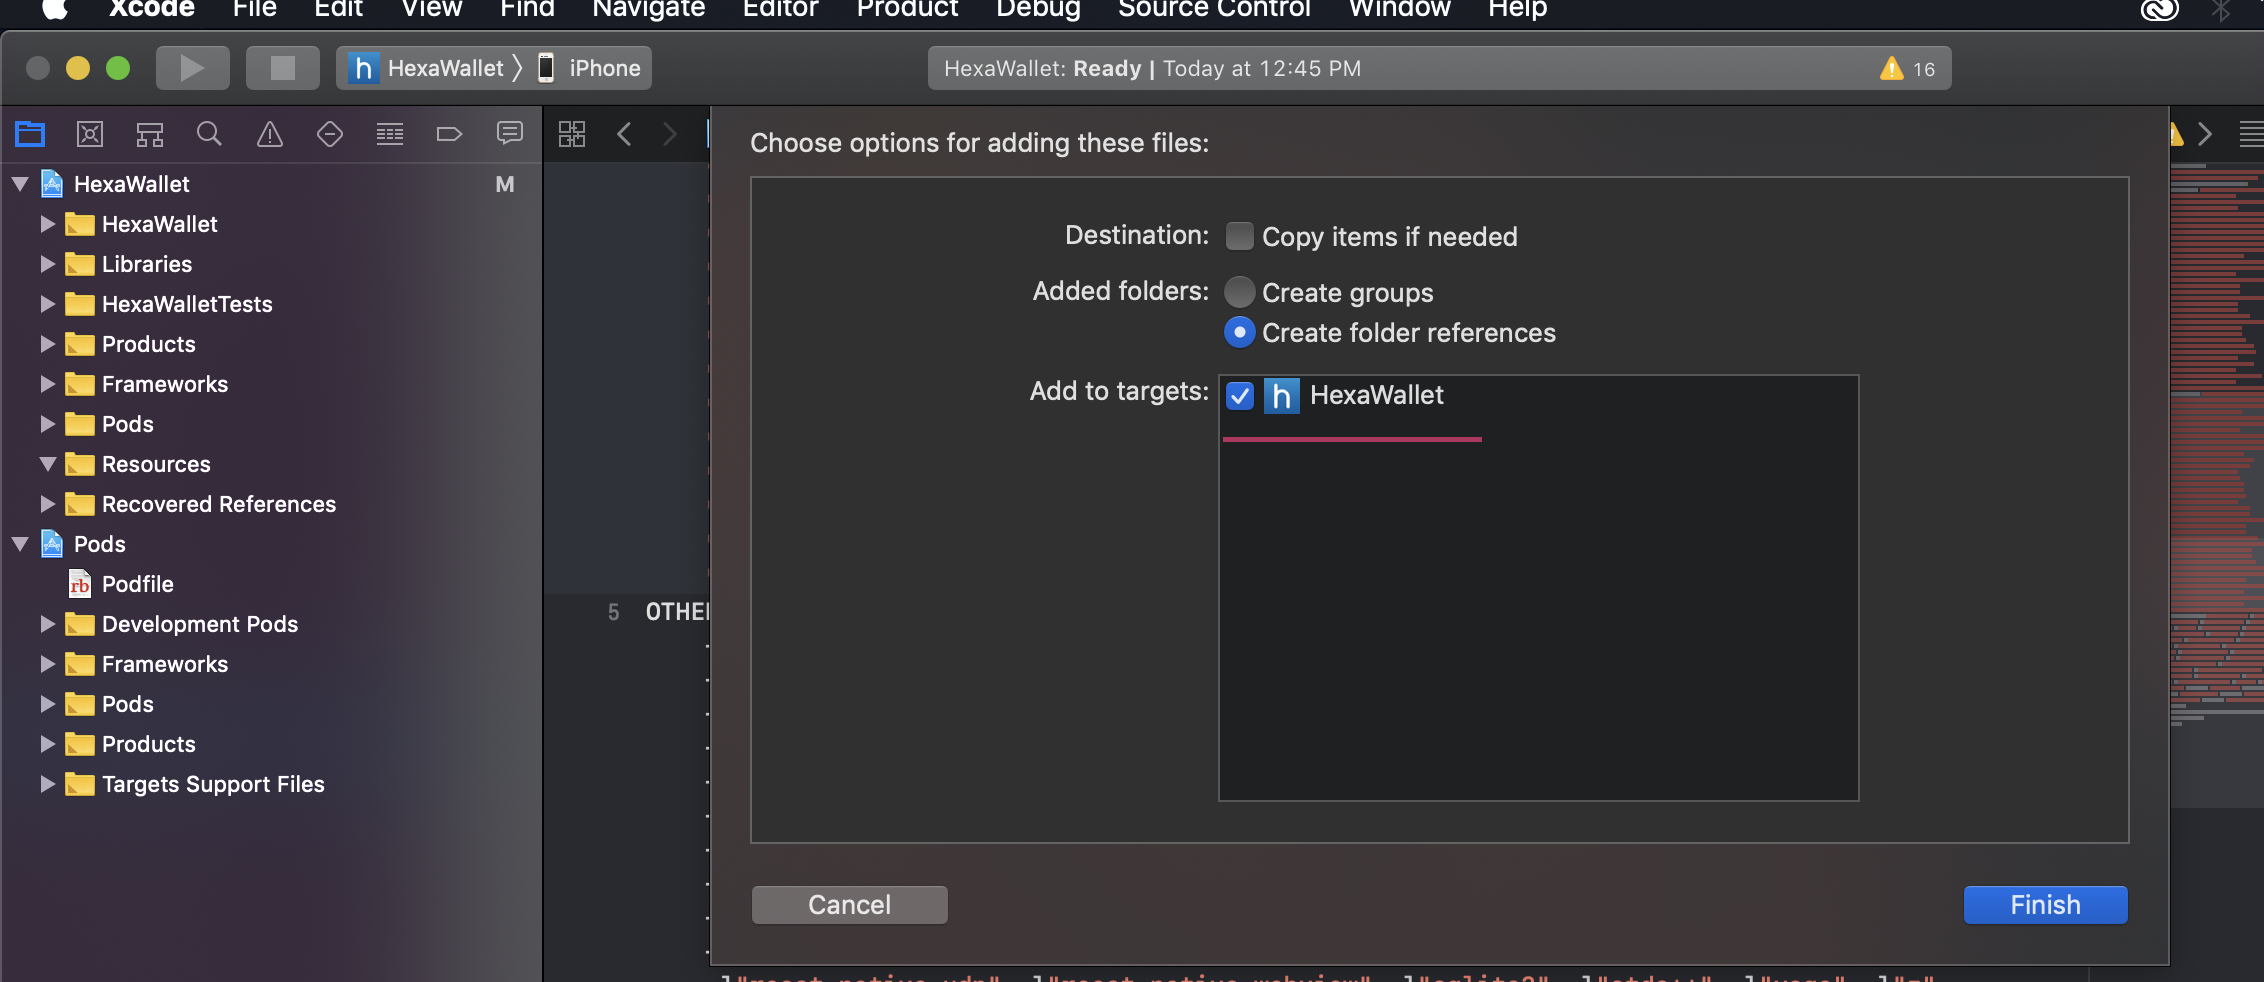 Xcode File Edit View Find Navigate Editor Product Debug Source Control Window Help
h HexaWallet iPhone
HexaWallet: Ready | Today at 12:45 PM
16
HexaWallet M
HexaWallet
Libraries
HexaWalletTests
Products
Frameworks
Pods
Resources
Recovered References
Pods
rb Podfile
Development Pods
Frameworks
Pods
Products
Targets Support Files
5 OTHE
Choose options for adding these files:
Destination: Copy items if needed
Added folders: Create groups
Create folder references
Add to targets: h HexaWallet
Cancel
Finish